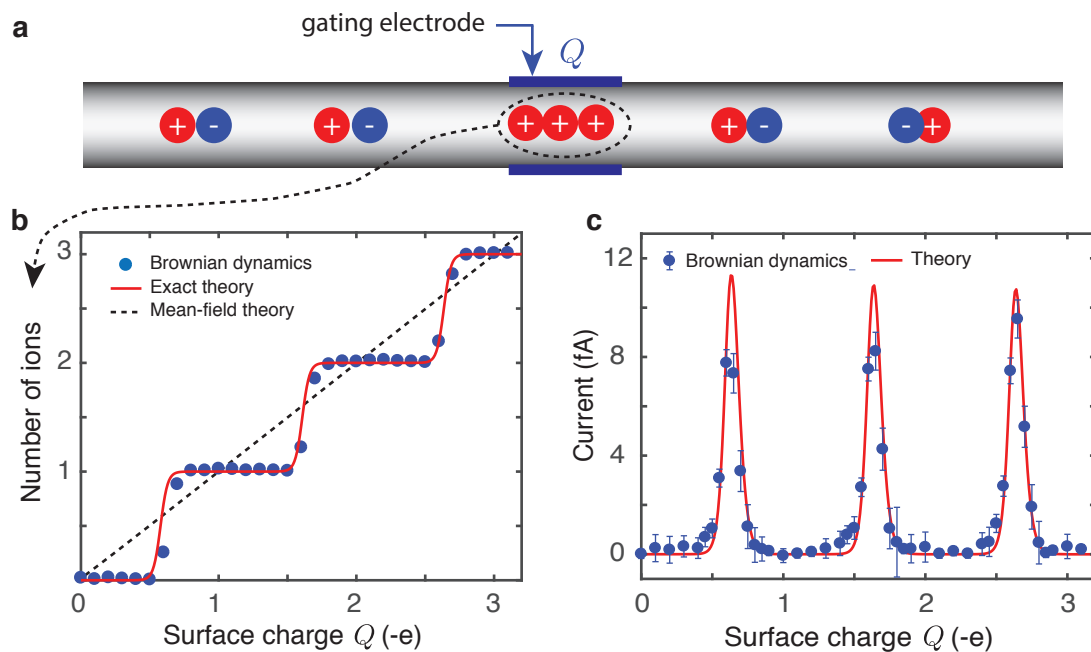 a
gating electrode
Q
+ - + - + + + + - - +
b
3
2
1
0 1 2 3
Number of ions
Surface charge Q (-e)
Brownian dynamics
Exact theory
Mean-field theory
c
12
8
4
0
0 1 2 3
Current (fA)
Surface charge Q (-e)
Brownian dynamics
Theory